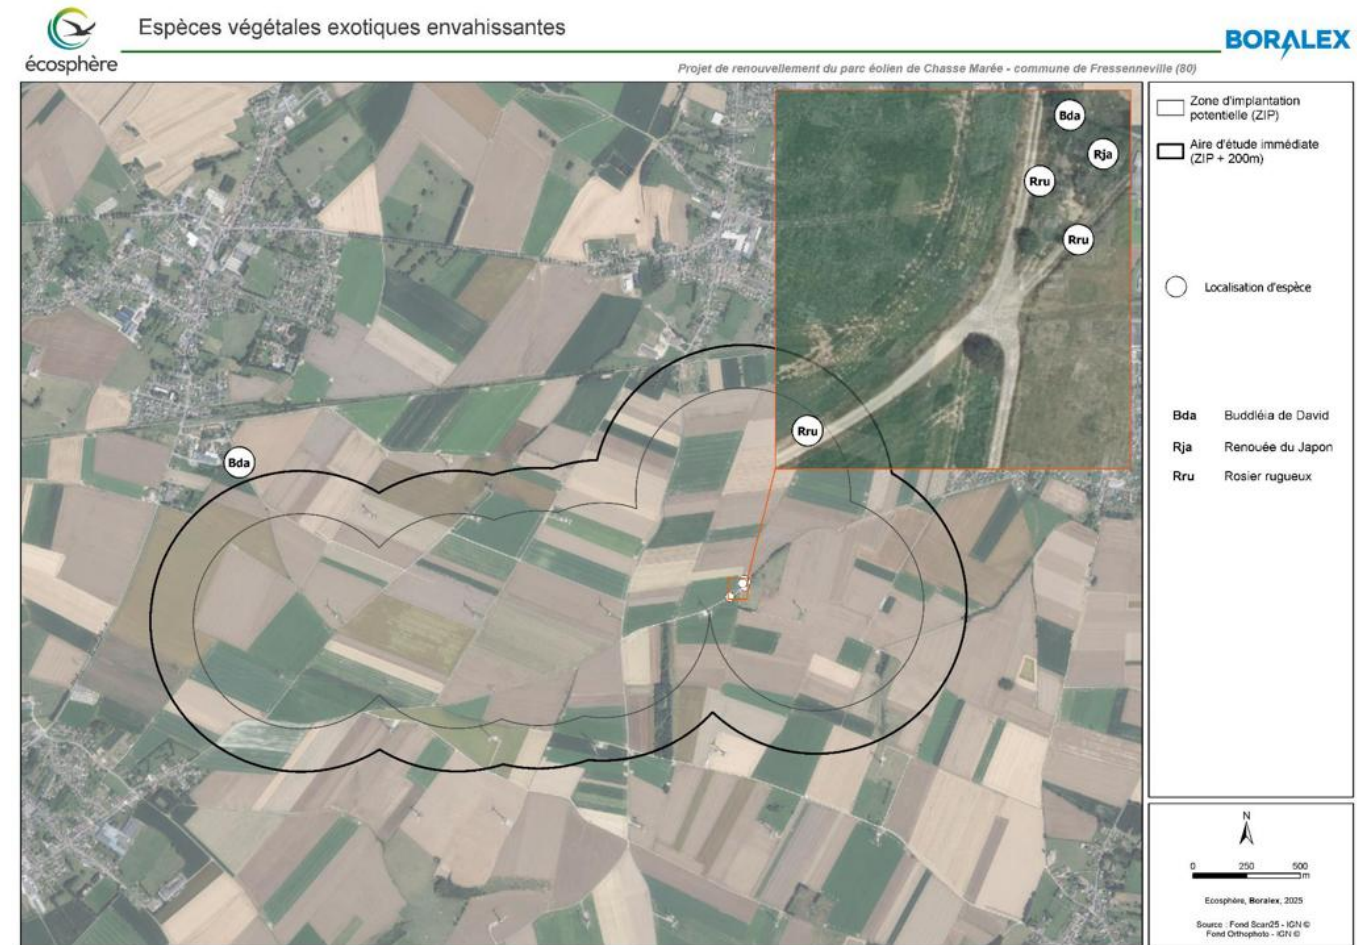 Espèces végétales exotiques envahissantes
écosphère
BORALEX
Projet de renouvellement du parc éolien de Chasse Marée - commune de Fressenneville (80)
Bda
Rja
Rru
Rru
Rru
Bda
Zone d'implantation
potentielle (ZIP)
Aire d'étude immédiate
(ZIP + 200m)
Localisation d'espèce
Bda Buddléia de David
Rja Renouée du Japon
Rru Rosier rugueux
N
0 250 500
m
Ecosphère, Boralex, 2025
Source : Fond Scan25 - IGN ©
Fond Orthophoto - IGN ©